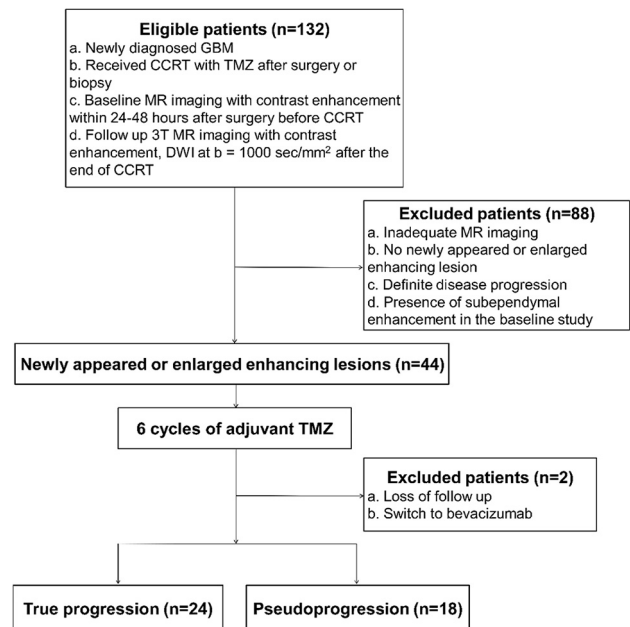 Eligible patients (n=132)
a. Newly diagnosed GBM
b. Received CCRT with TMZ after surgery or
biopsy
c. Baseline MR imaging with contrast enhancement
within 24-48 hours after surgery before CCRT
d. Follow up 3T MR imaging with contrast
enhancement, DWI at b = 1000 sec/mm² after the
end of CCRT
Excluded patients (n=88)
a. Inadequate MR imaging
b. No newly appeared or enlarged
enhancing lesion
c. Definite disease progression
d. Presence of subependymal
enhancement in the baseline study
Newly appeared or enlarged enhancing lesions (n=44)
6 cycles of adjuvant TMZ
Excluded patients (n=2)
a. Loss of follow up
b. Switch to bevacizumab
True progression (n=24)
Pseudoprogression (n=18)